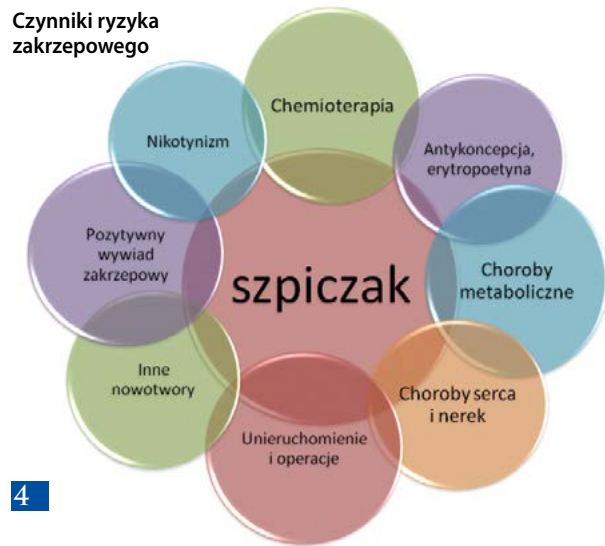 Czynniki ryzyka
zakrzepowego
Chemioterapia
Nikotynizm
Antykoncepcja,
erytropoetyna
Pozytywny
wywiad
zakrzepowy
szpiczak
Choroby
metaboliczne
Inne
nowotwory
Choroby serca
i nerek
Unieruchomienie
i operacje
4